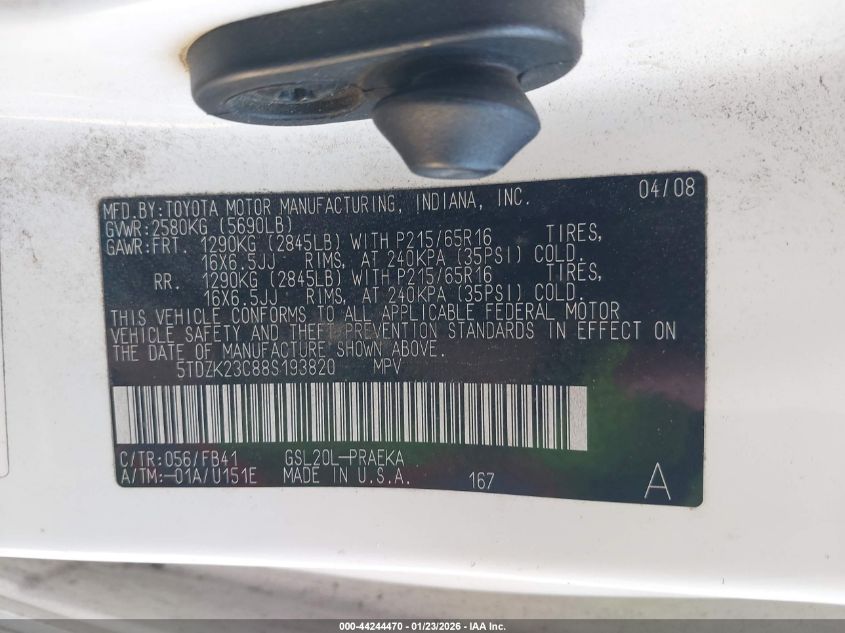 04/08
MFD.BY:TOYOTA MOTOR MANUFACTURING, INDIANA, INC.
GVWR:2580KG (5690LB)
GAWR:FRT. 1290KG (2845LB) WITH P215/65R16 TIRES,
16X6.5JJ RIMS, AT 240KPA (35PSI) COLD.
RR. 1290KG (2845LB) WITH P215/65R16 TIRES,
16X6.5JJ RIMS, AT 240KPA (35PSI) COLD.
THIS VEHICLE CONFORMS TO ALL APPLICABLE FEDERAL MOTOR
VEHICLE SAFETY AND THEFT PREVENTION STANDARDS IN EFFECT ON
THE DATE OF MANUFACTURE SHOWN ABOVE.
5TDZK23C88S193820 MPV
C/TR:056/FB41 GSL20L-PRAEKA
A/TM:-01A/U151E MADE IN U.S.A. 167 A
000-44244470 - 01/23/2026 - IAA Inc.